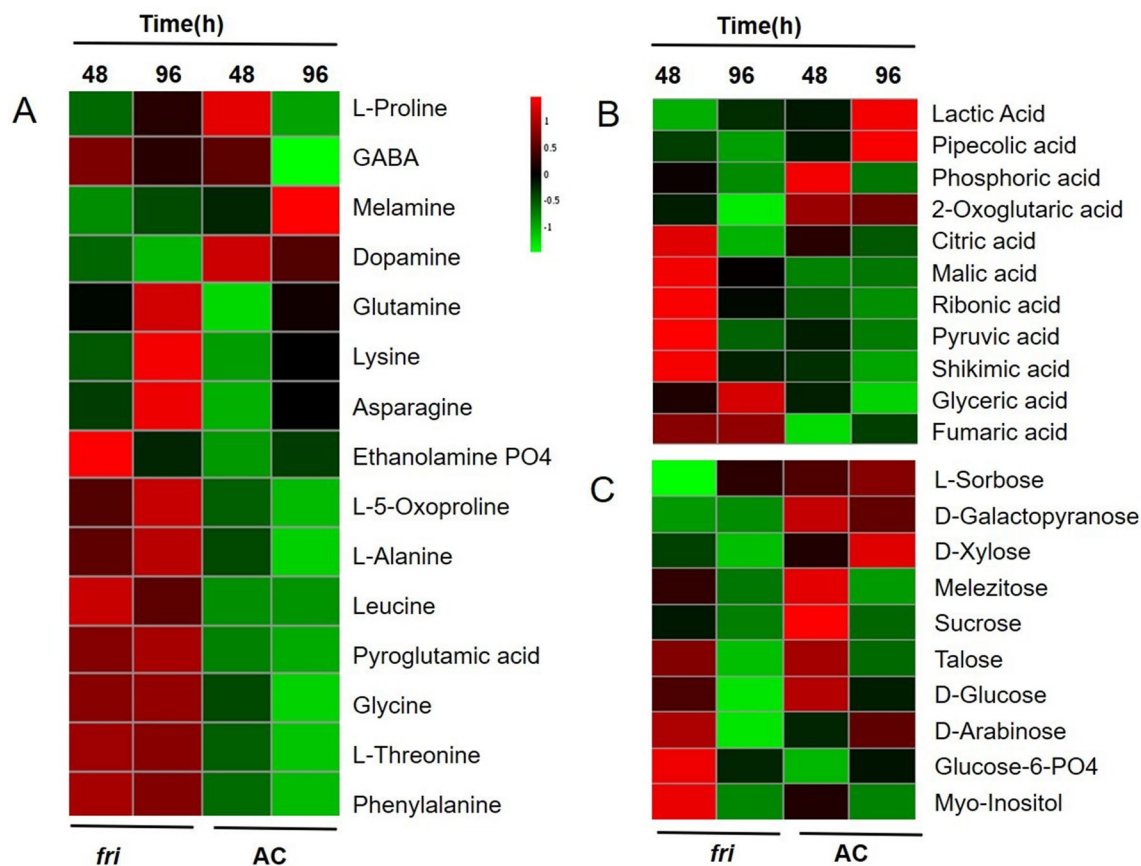 Time(h)
48 96 48 96
A
L-Proline
GABA
Melamine
Dopamine
Glutamine
Lysine
Asparagine
Ethanolamine PO4
L-5-Oxoproline
L-Alanine
Leucine
Pyroglutamic acid
Glycine
L-Threonine
Phenylalanine
fri AC
1
0.5
0
-0.5
-1
Time(h)
48 96 48 96
B
Lactic Acid
Pipecolic acid
Phosphoric acid
2-Oxoglutaric acid
Citric acid
Malic acid
Ribonic acid
Pyruvic acid
Shikimic acid
Glyceric acid
Fumaric acid
C
L-Sorbose
D-Galactopyranose
D-Xylose
Melezitose
Sucrose
Talose
D-Glucose
D-Arabinose
Glucose-6-PO4
Myo-Inositol
fri AC